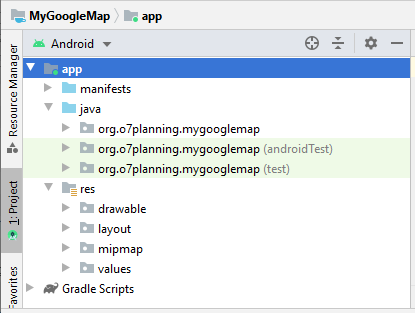 MyGoogleMap app
Resource Manager
1: Project
Favorites
Android
app
manifests
java
org.o7planning.mygooglemap
org.o7planning.mygooglemap (androidTest)
org.o7planning.mygooglemap (test)
res
drawable
layout
mipmap
values
Gradle Scripts